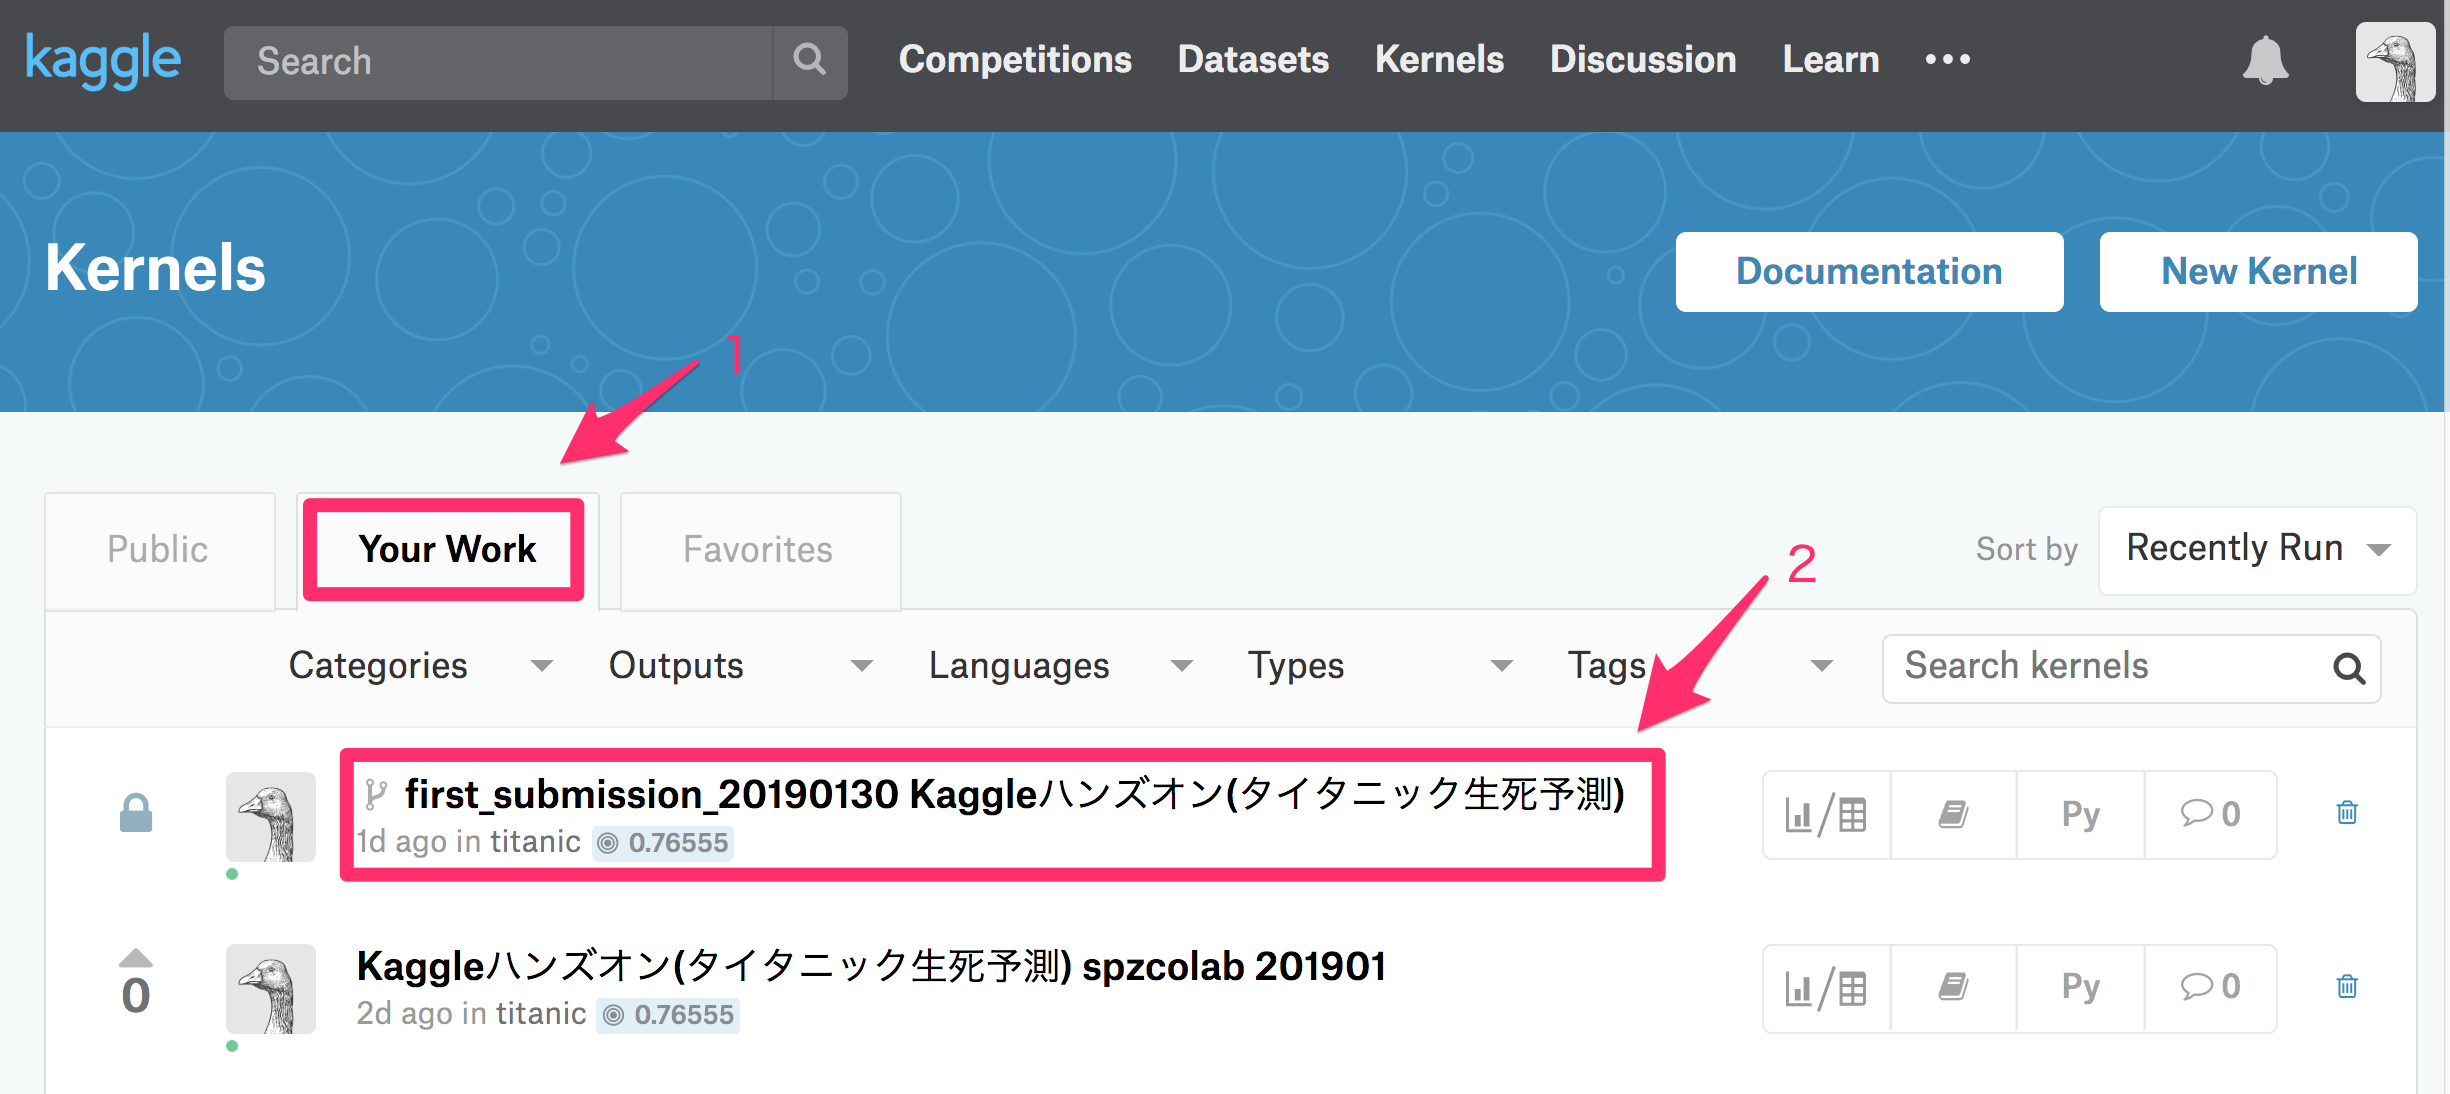 kaggle Search Competitions Datasets Kernels Discussion Learn
Kernels Documentation New Kernel
1
Public Your Work Favorites Sort by Recently Run
2
Categories Outputs Languages Types Tags Search kernels
first_submission_20190130 Kaggleハンズオン(タイタニック生死予測)
1d ago in titanic 0.76555
Py 0
Kaggleハンズオン(タイタニック生死予測) spzcolab 201901
0
2d ago in titanic 0.76555
Py 0